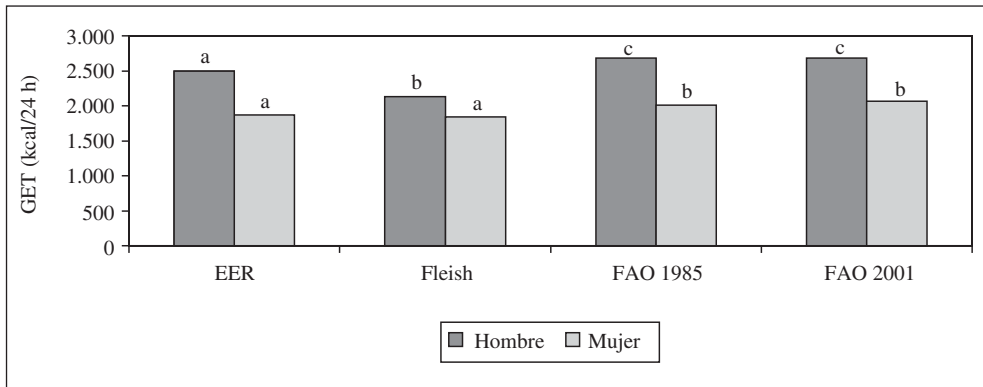 GET (kcal/24 h)
3.000
2.500
2.000
1.500
1.000
500
0
a
a
b
a
c
b
c
b
EER
Fleish
FAO 1985
FAO 2001
Hombre
Mujer